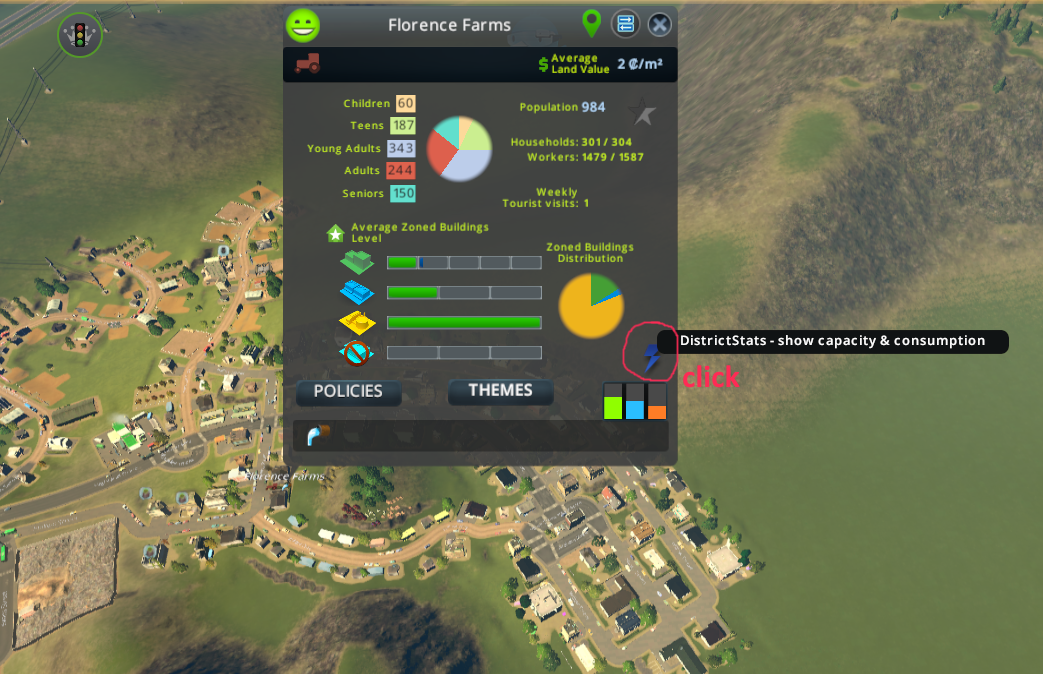 Florence Farms
$ Average
Land Value 2 ₡/m²
Children 60
Teens 187
Young Adults 343
Adults 244
Seniors 150
Population 984
Households: 301 / 304
Workers: 1479 / 1587
Weekly
Tourist visits: 1
Average Zoned Buildings
Level
Zoned Buildings
Distribution
DistrictStats - show capacity & consumption
click
POLICIES
THEMES
Florence Farms